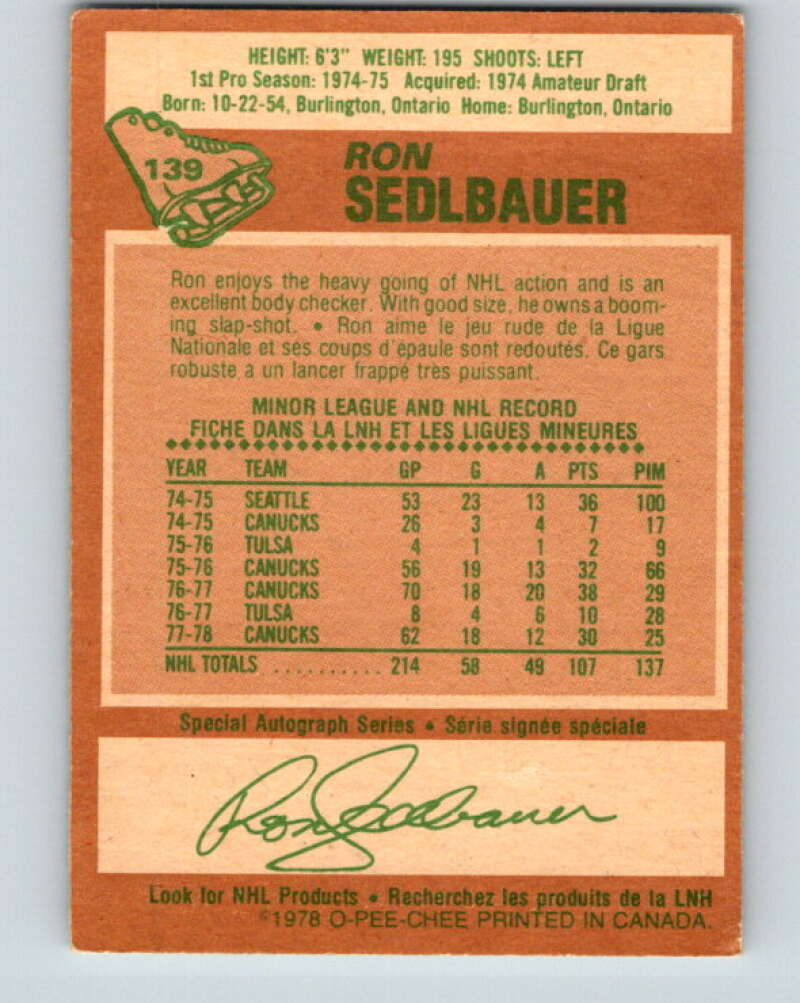 HEIGHT: 6'3" WEIGHT: 195 SHOOTS: LEFT
1st Pro Season: 1974-75 Acquired: 1974 Amateur Draft
Born: 10-22-54, Burlington, Ontario Home: Burlington, Ontario
139
RON
SEDLBAUER
Ron enjoys the heavy going of NHL action and is an
excellent body checker. With good size, he owns a boom-
ing slap-shot. • Ron aime le jeu rude de la Ligue
Nationale et ses coups d'epaule sont redoutés. Ce gars
robuste a un lancer frappé très puissant.
MINOR LEAGUE AND NHL RECORD
FICHE DANS LA LNH ET LES LIGUES MINEURES
YEAR TEAM GP G A PTS PIM
74-75 SEATTLE 53 23 13 36 100
74-75 CANUCKS 26 3 4 7 17
75-76 TULSA 4 1 1 2 9
75-76 CANUCKS 56 19 13 32 66
76-77 CANUCKS 70 18 20 38 29
76-77 TULSA 8 4 6 10 28
77-78 CANUCKS 62 18 12 30 25
NHL TOTALS .......... 214 58 49 107 137
Special Autograph Series • Série signée spéciale
Ron Sedlbauer
Look for NHL Products • Recherchez les produits de la LNH
©1978 O-PEE-CHEE PRINTED IN CANADA.